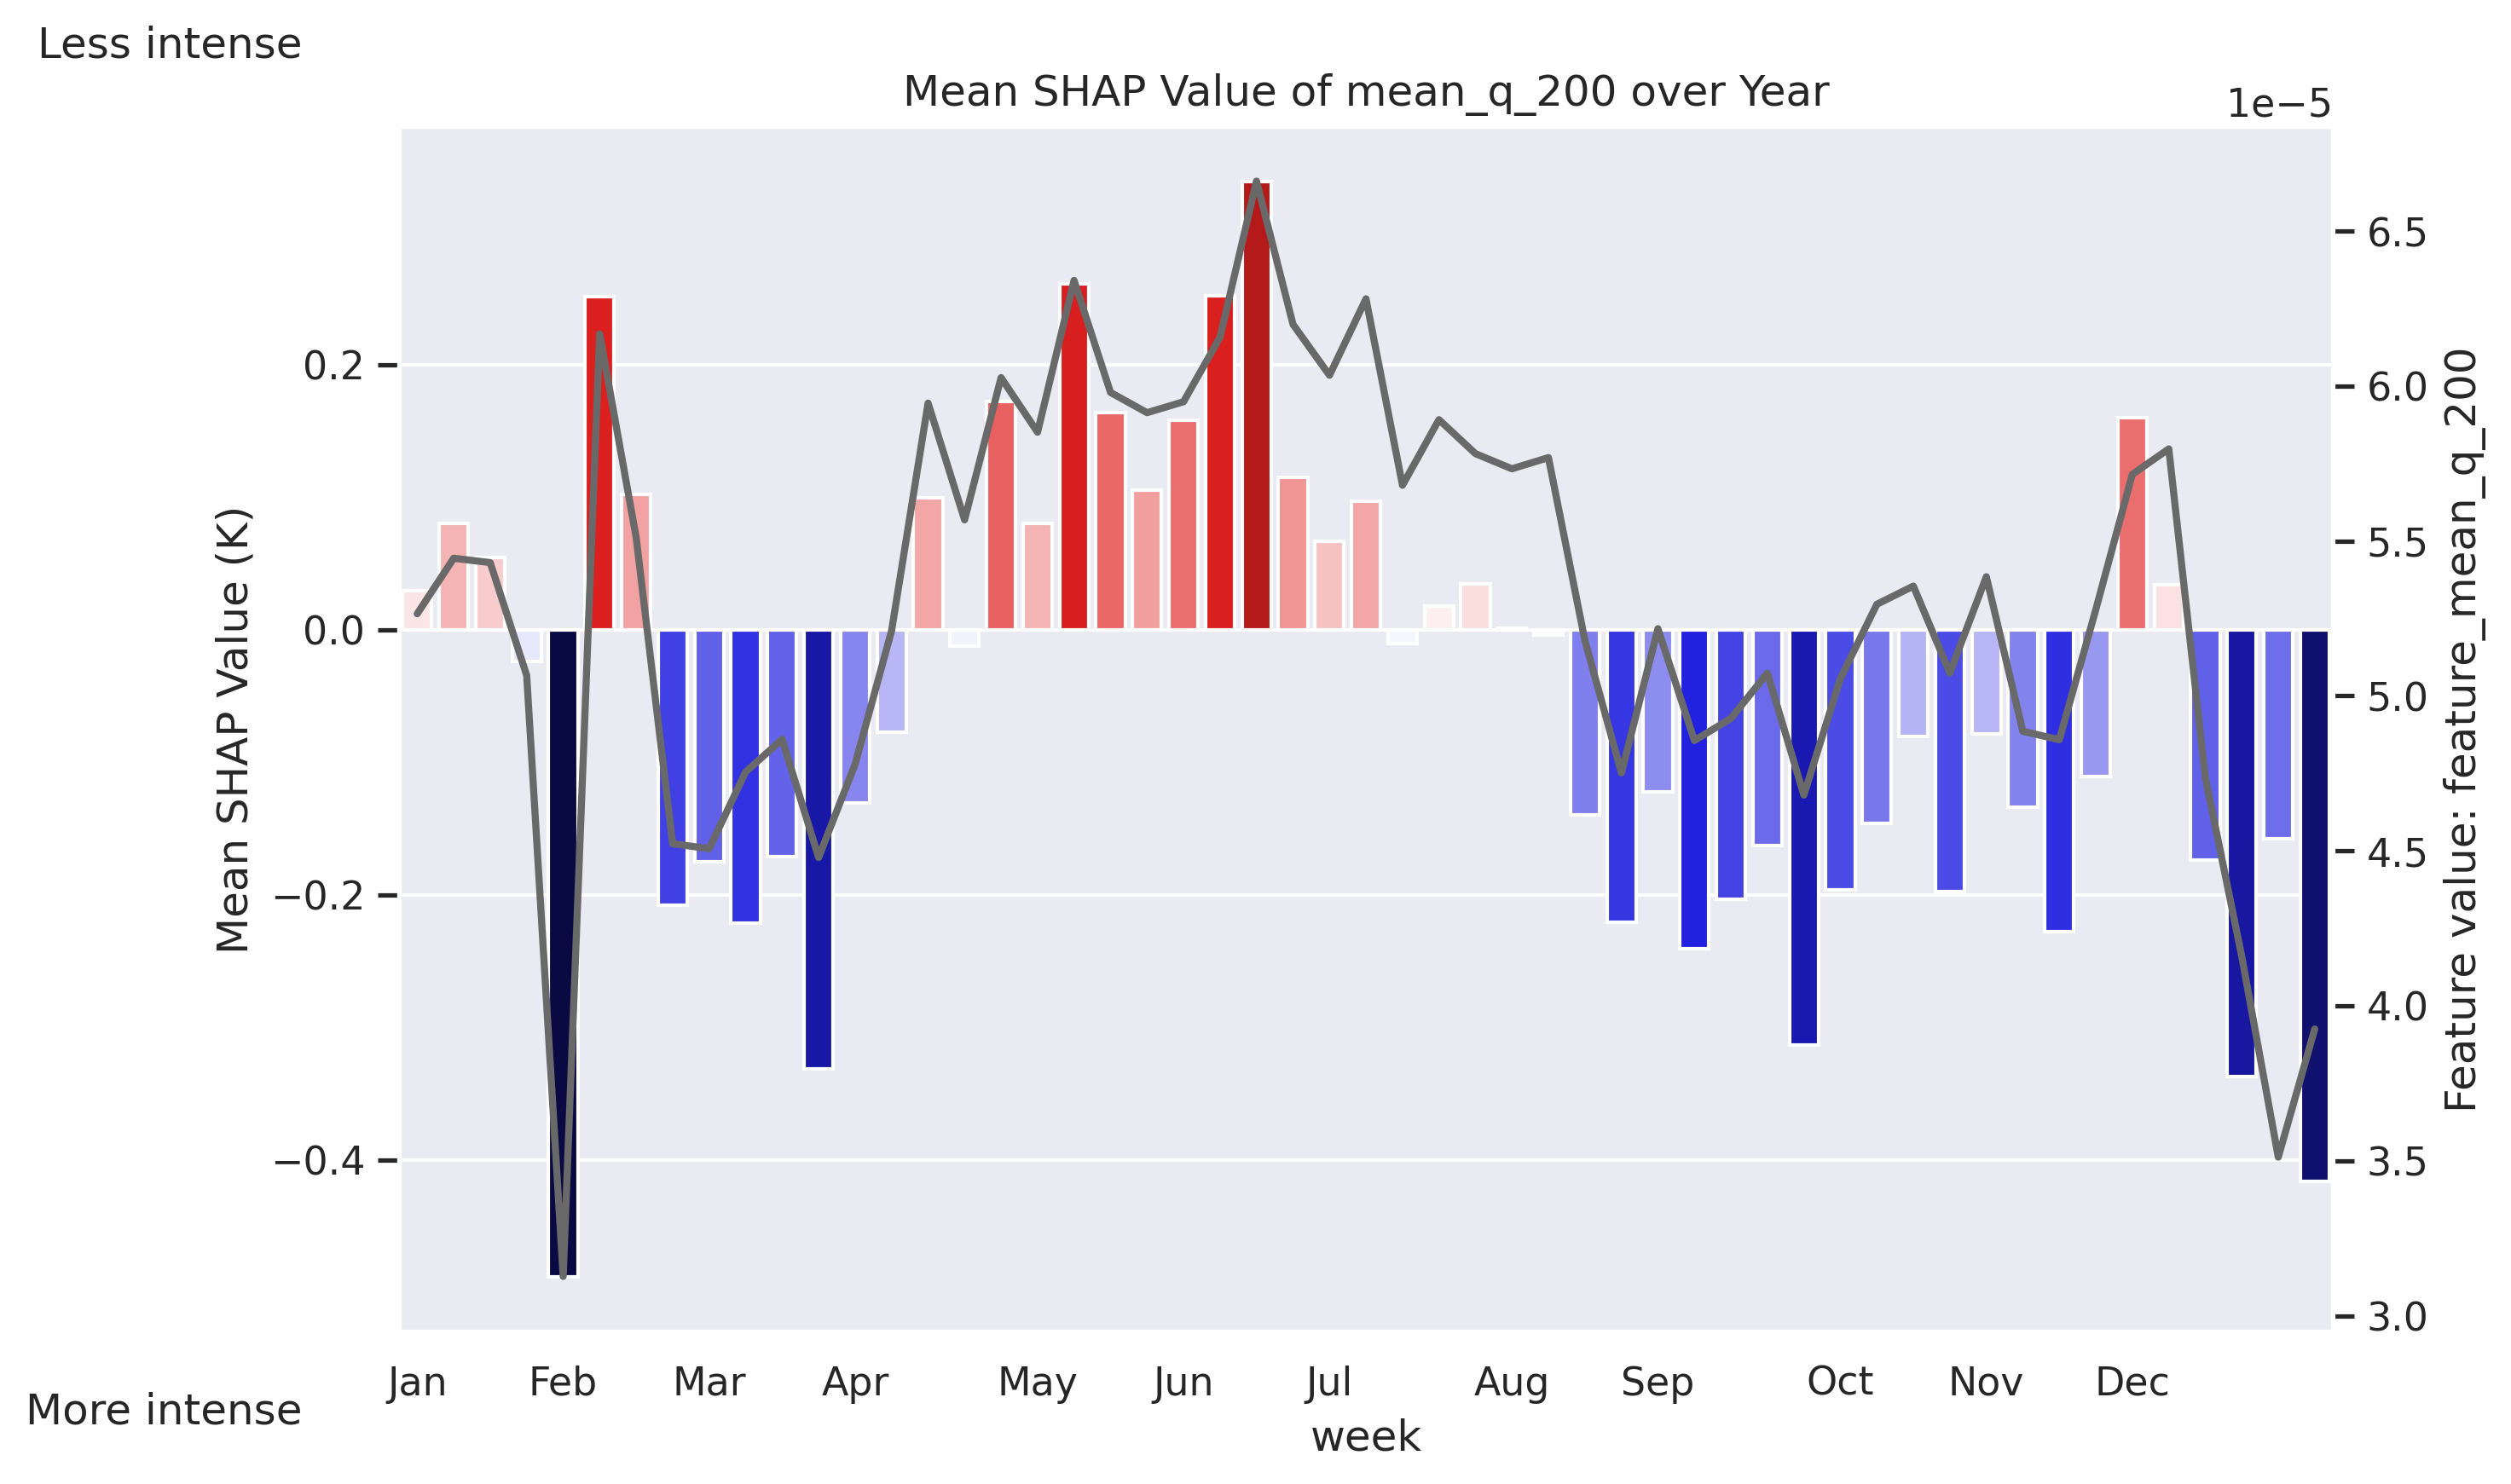 Less intense
Mean SHAP Value of mean_q_200 over Year
1e−5
Mean SHAP Value (K)
0.2
0.0
−0.2
−0.4
6.5
6.0
5.5
5.0
4.5
4.0
3.5
3.0
Feature value: feature_mean_q_200
Jan Feb Mar Apr May Jun Jul Aug Sep Oct Nov Dec
More intense
week